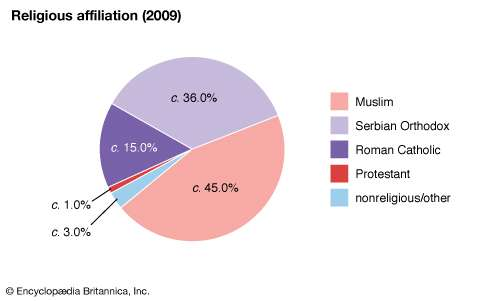 Religious affiliation (2009)
c. 36.0%
c. 15.0%
c. 45.0%
c. 1.0%
c. 3.0%
Muslim
Serbian Orthodox
Roman Catholic
Protestant
nonreligious/other
© Encyclopædia Britannica, Inc.